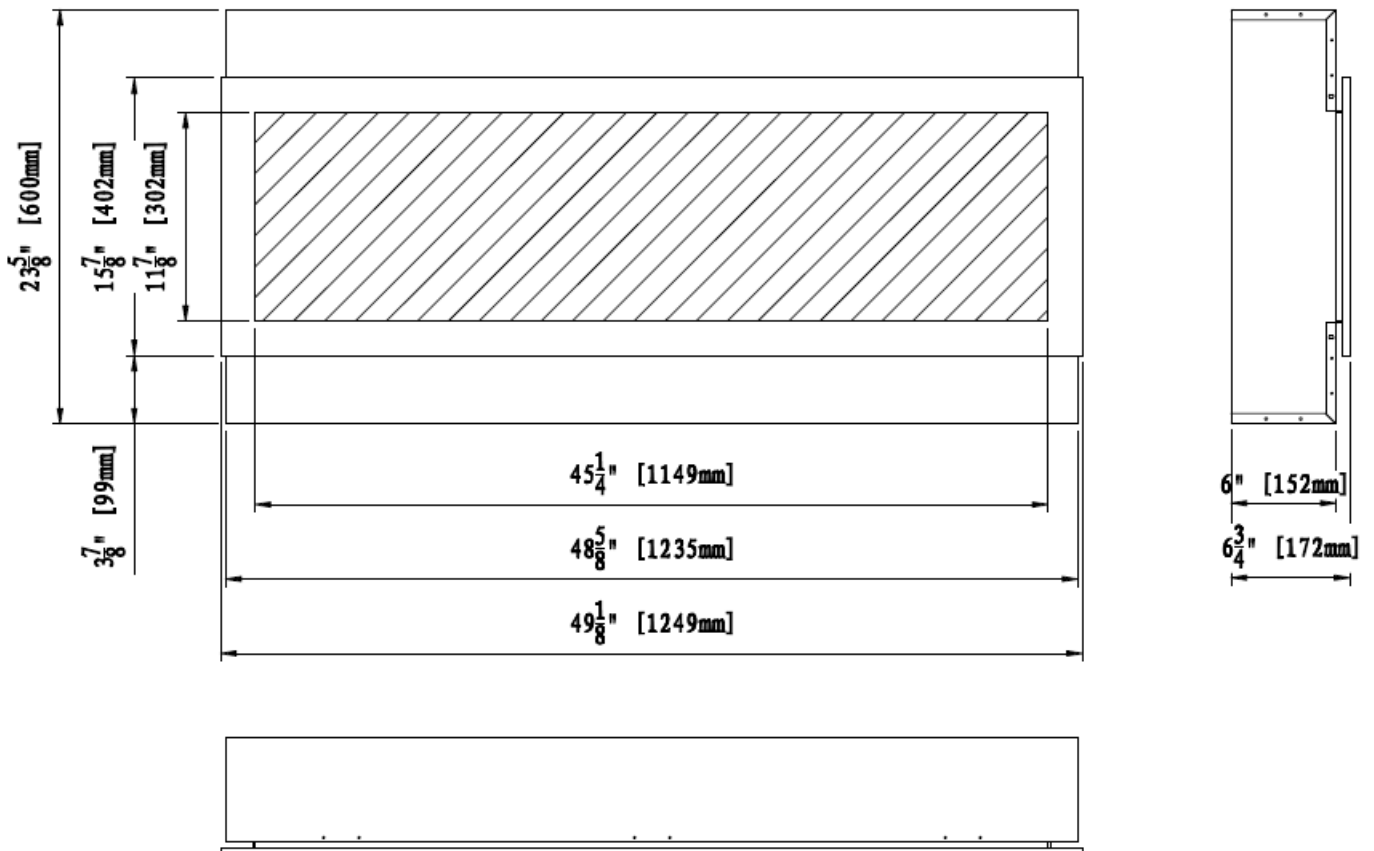 23 5/8" [600mm]
15 7/8" [402mm]
11 7/8" [302mm]
3 7/8" [99mm]
45 1/4" [1149mm]
48 5/8" [1235mm]
49 1/8" [1249mm]
6" [152mm]
6 3/4" [172mm]